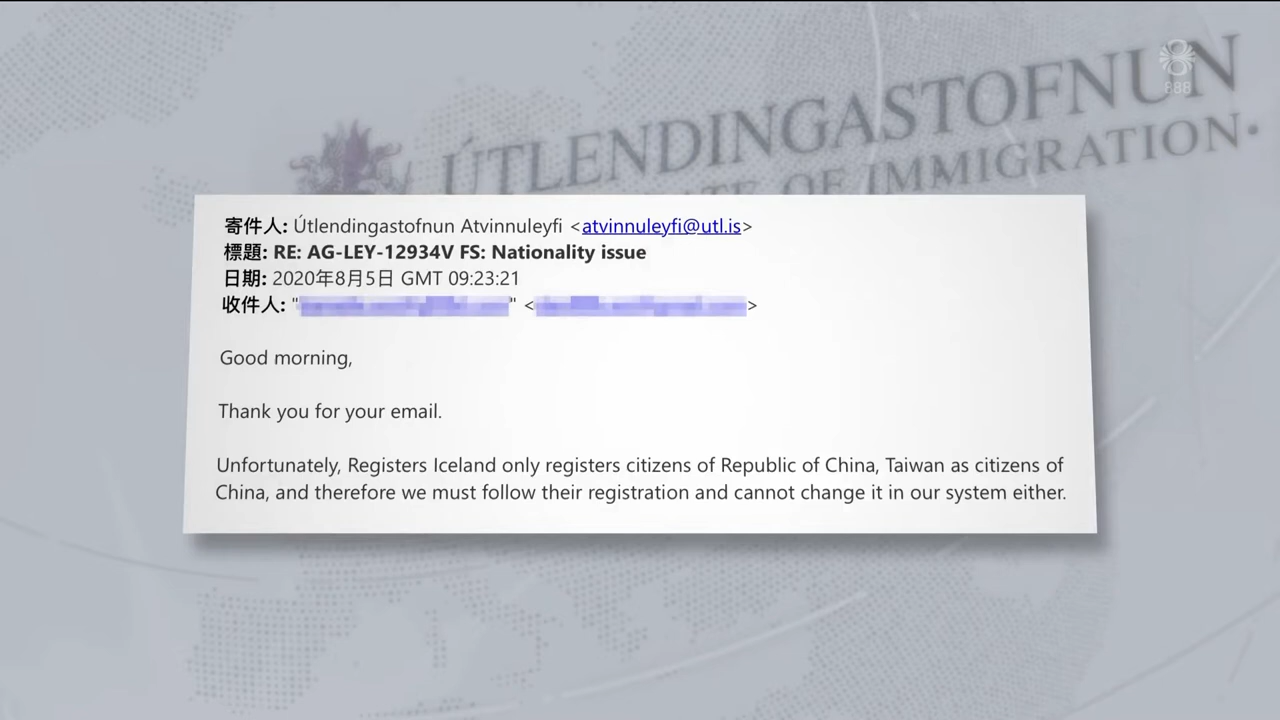 888
ÚTLENDINGASTOFNUN
OF IMMIGRATION
寄件人: Útlendingastofnun Atvinnuleyfi <atvinnuleyfi@utl.is>
標題: RE: AG-LEY-12934V FS: Nationality issue
日期: 2020年8月5日 GMT 09:23:21
收件人: "" <>
Good morning,
Thank you for your email.
Unfortunately, Registers Iceland only registers citizens of Republic of China, Taiwan as citizens of
China, and therefore we must follow their registration and cannot change it in our system either.